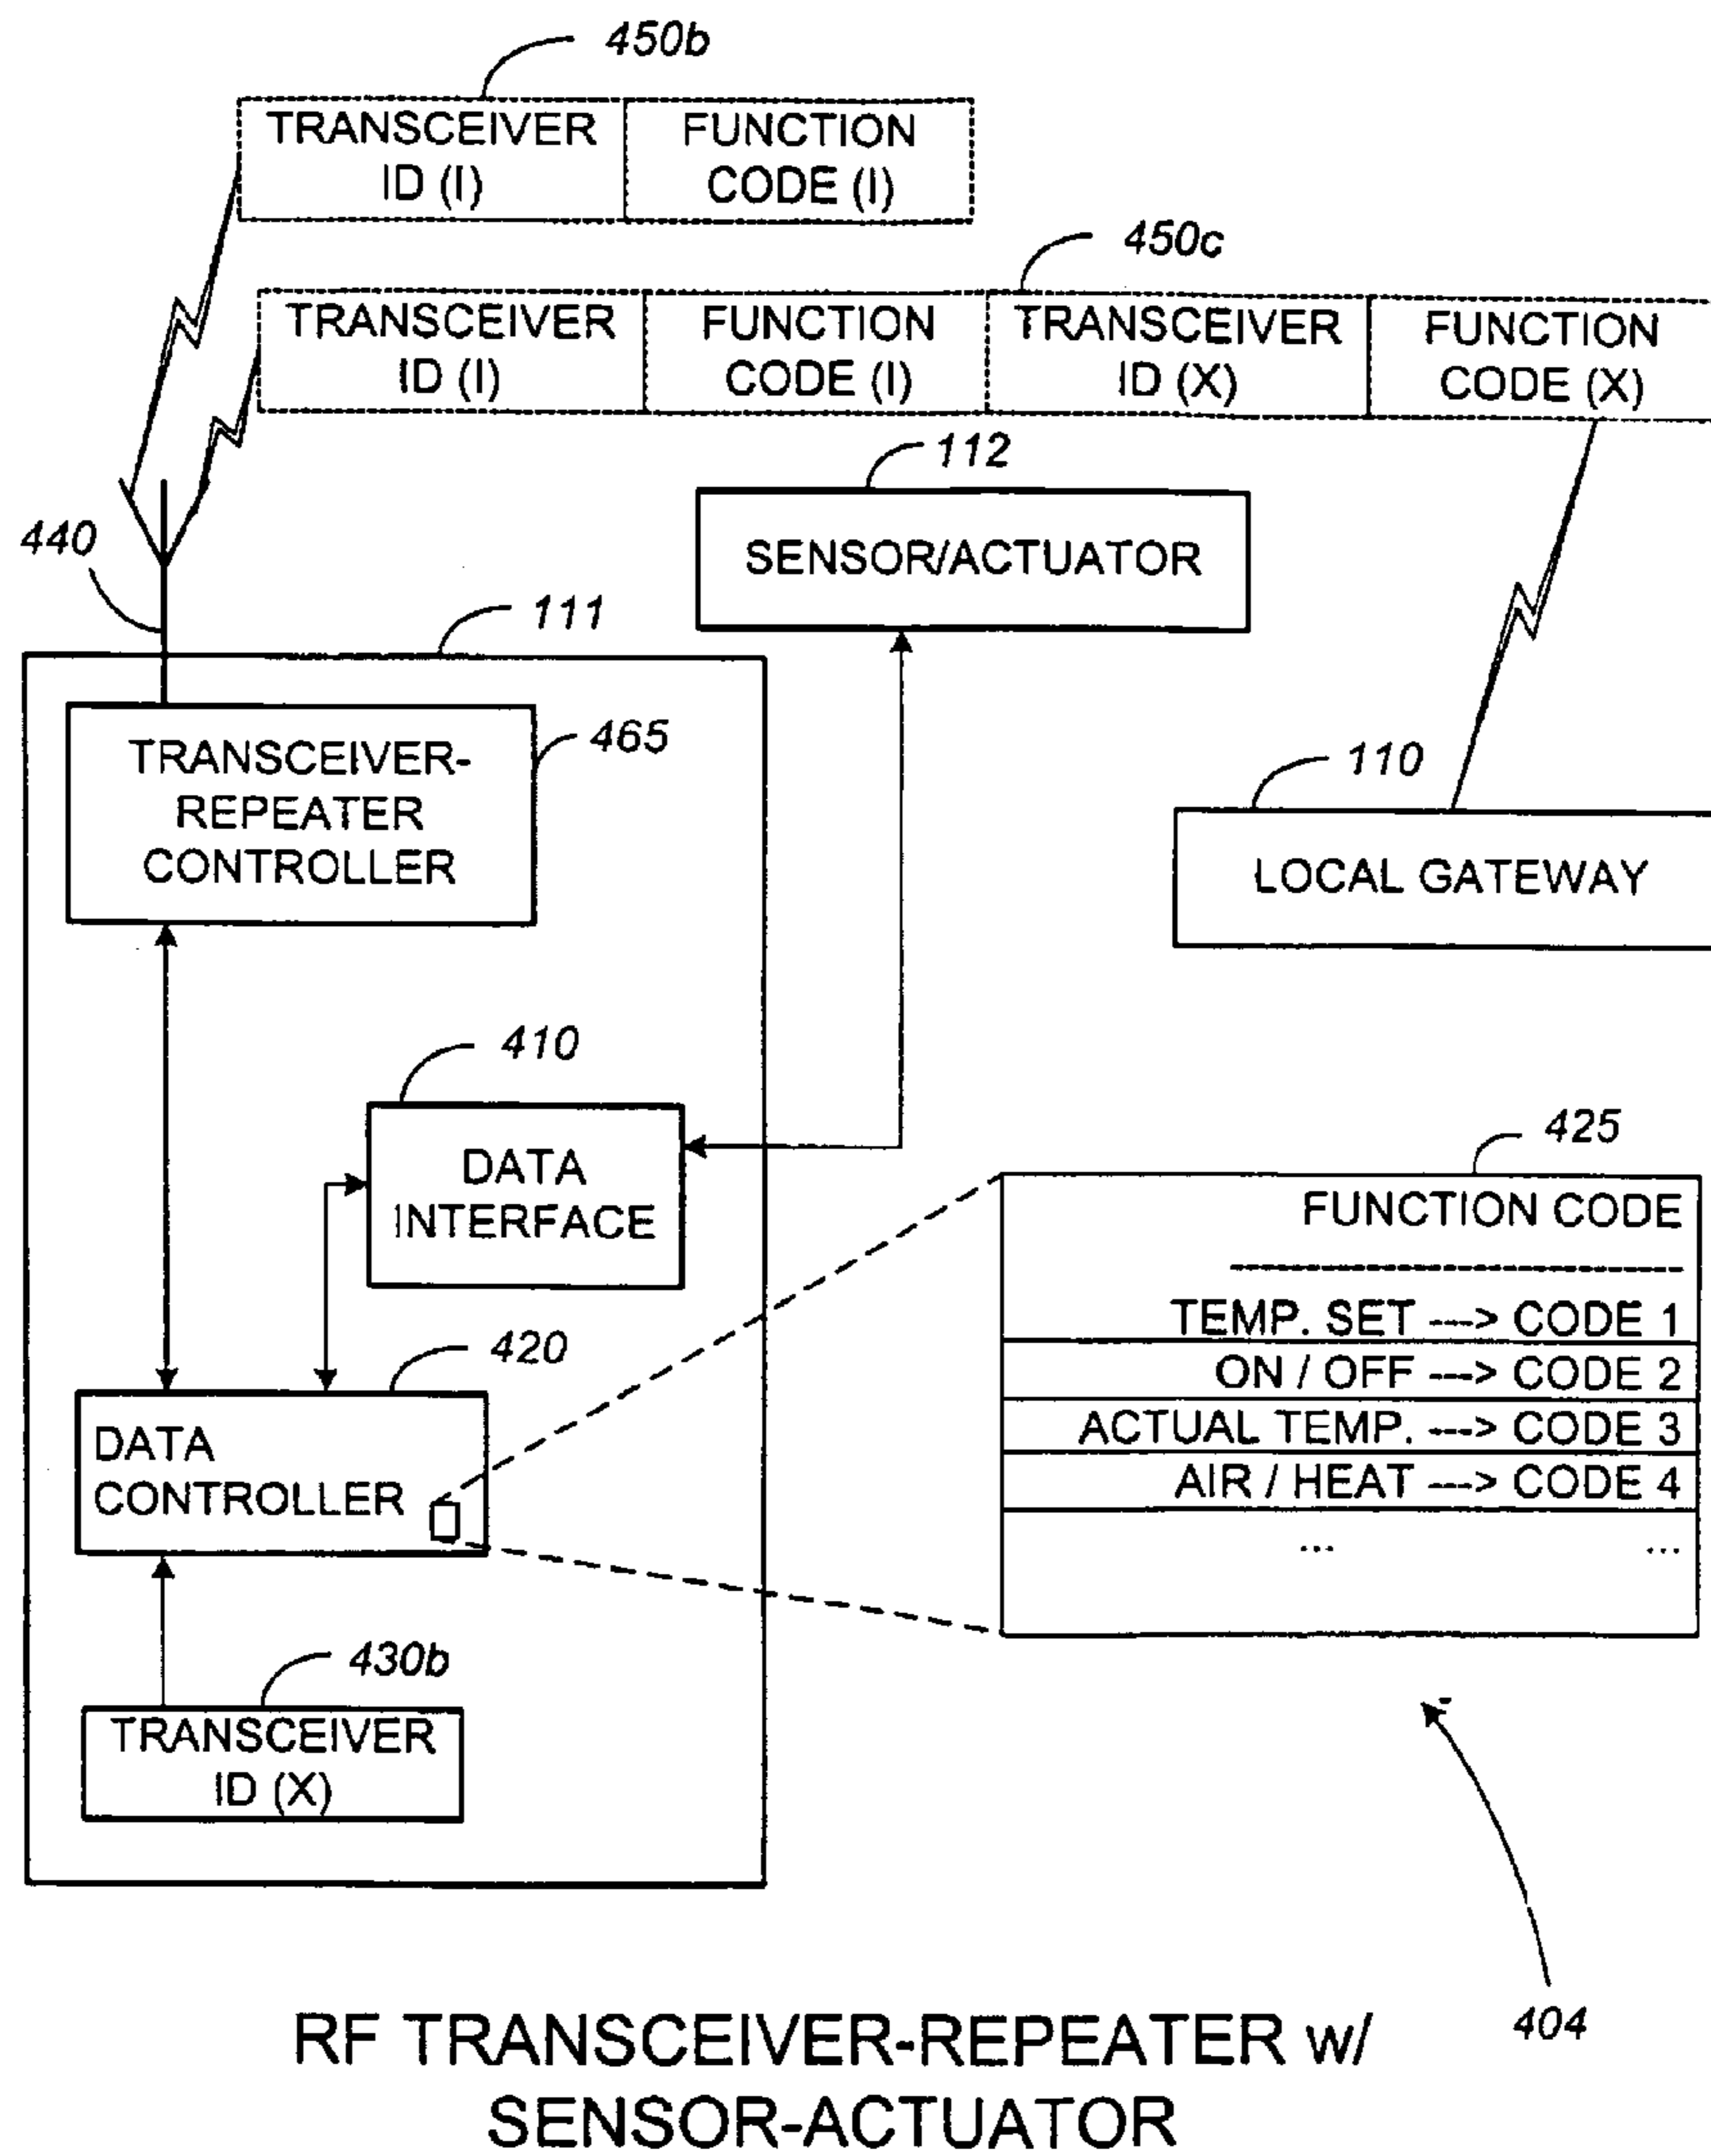 450b
TRANSCEIVER FUNCTION
ID (I) CODE (I)
450c
TRANSCEIVER FUNCTION TRANSCEIVER FUNCTION
ID (I) CODE (I) ID (X) CODE (X)
112
440
SENSOR/ACTUATOR
111
465
TRANSCEIVER-
REPEATER
CONTROLLER
110
LOCAL GATEWAY
410
DATA
INTERFACE
425
FUNCTION CODE
TEMP. SET ---> CODE 1
ON / OFF ---> CODE 2
ACTUAL TEMP. ---> CODE 3
AIR / HEAT ---> CODE 4
... ...
420
DATA
CONTROLLER
430b
TRANSCEIVER
ID (X)
404
RF TRANSCEIVER-REPEATER w/
SENSOR-ACTUATOR